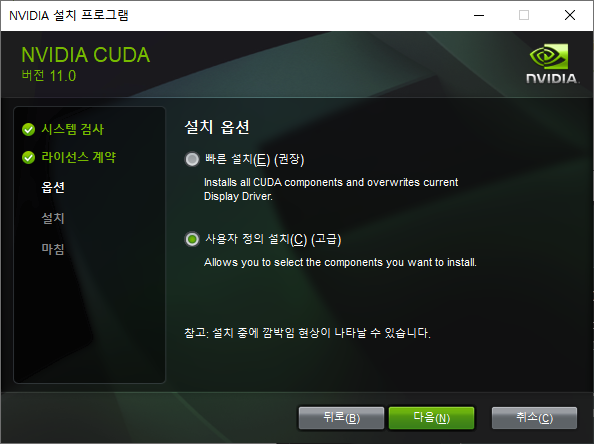 NVIDIA 설치 프로그램
NVIDIA CUDA
버전 11.0
NVIDIA.
시스템 검사
라이선스 계약
옵션
설치
마침
설치 옵션
빠른 설치(E) (권장)
Installs all CUDA components and overwrites current
Display Driver.
사용자 정의 설치(C) (고급)
Allows you to select the components you want to install.
참고: 설치 중에 깜박임 현상이 나타날 수 있습니다.
뒤로(B)
다음(N)
취소(C)